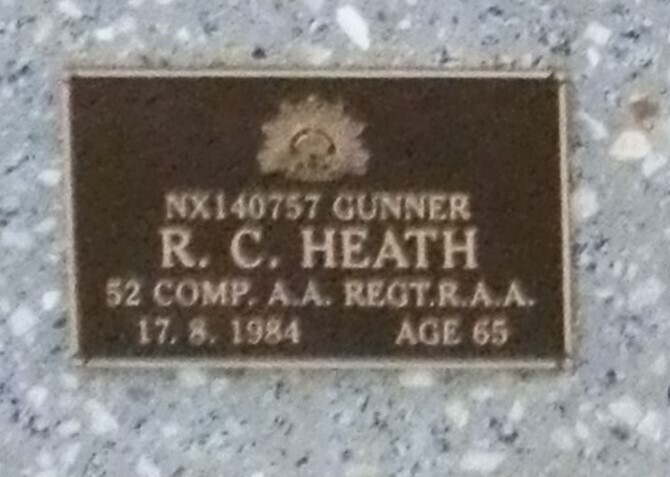 NX140757 GUNNER
R. C. HEATH
52 COMP. A.A. REGT.R.A.A.
17. 8. 1984 AGE 65